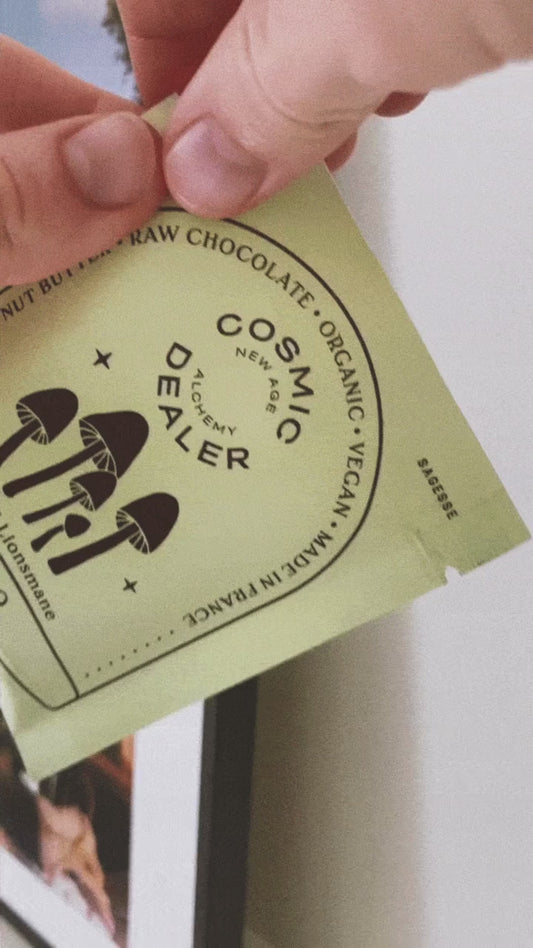 NUT BUTTER • RAW CHOCOLATE • ORGANIC • VEGAN • MADE IN FRANCE
COSMIC
NEW AGE
ALCHEMY
DEALER
SAGESSE
Lionsmane